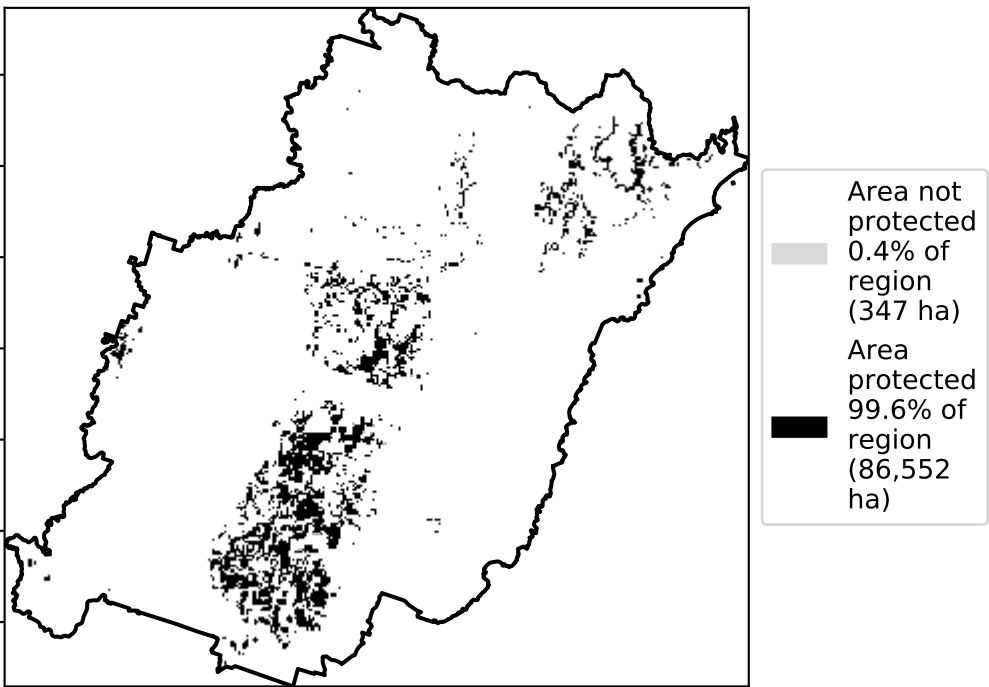 Area not
protected
0.4% of
region
(347 ha)
Area
protected
99.6% of
region
(86,552
ha)